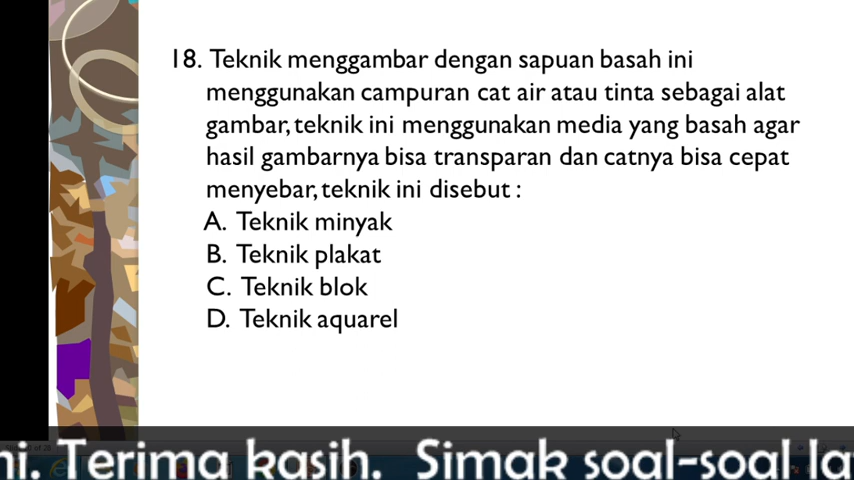 18. Teknik menggambar dengan sapuan basah ini
menggunakan campuran cat air atau tinta sebagai alat
gambar, teknik ini menggunakan media yang basah agar
hasil gambarnya bisa transparan dan catnya bisa cepat
menyebar, teknik ini disebut :
A. Teknik minyak
B. Teknik plakat
C. Teknik blok
D. Teknik aquarel
ni. Terima kasih. Simak soal-soal la